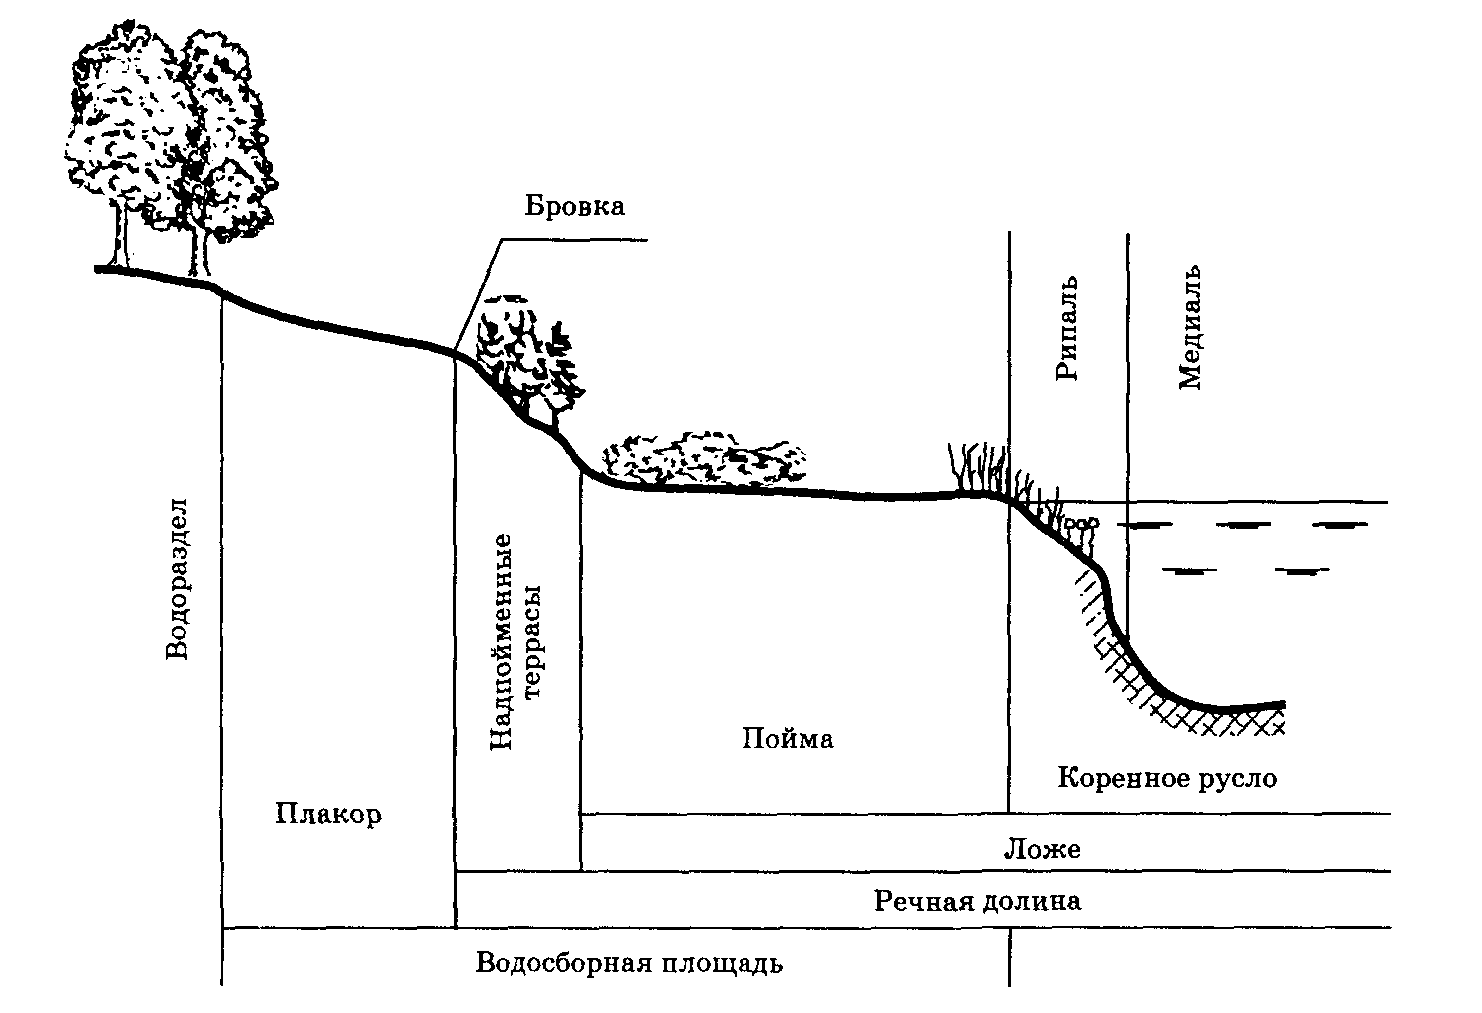 Бровка
Рипаль
Медиаль
Водораздел
Надпойменные
террасы
Пойма
Коренное русло
Плакор
Ложе
Речная долина
Водосборная площадь